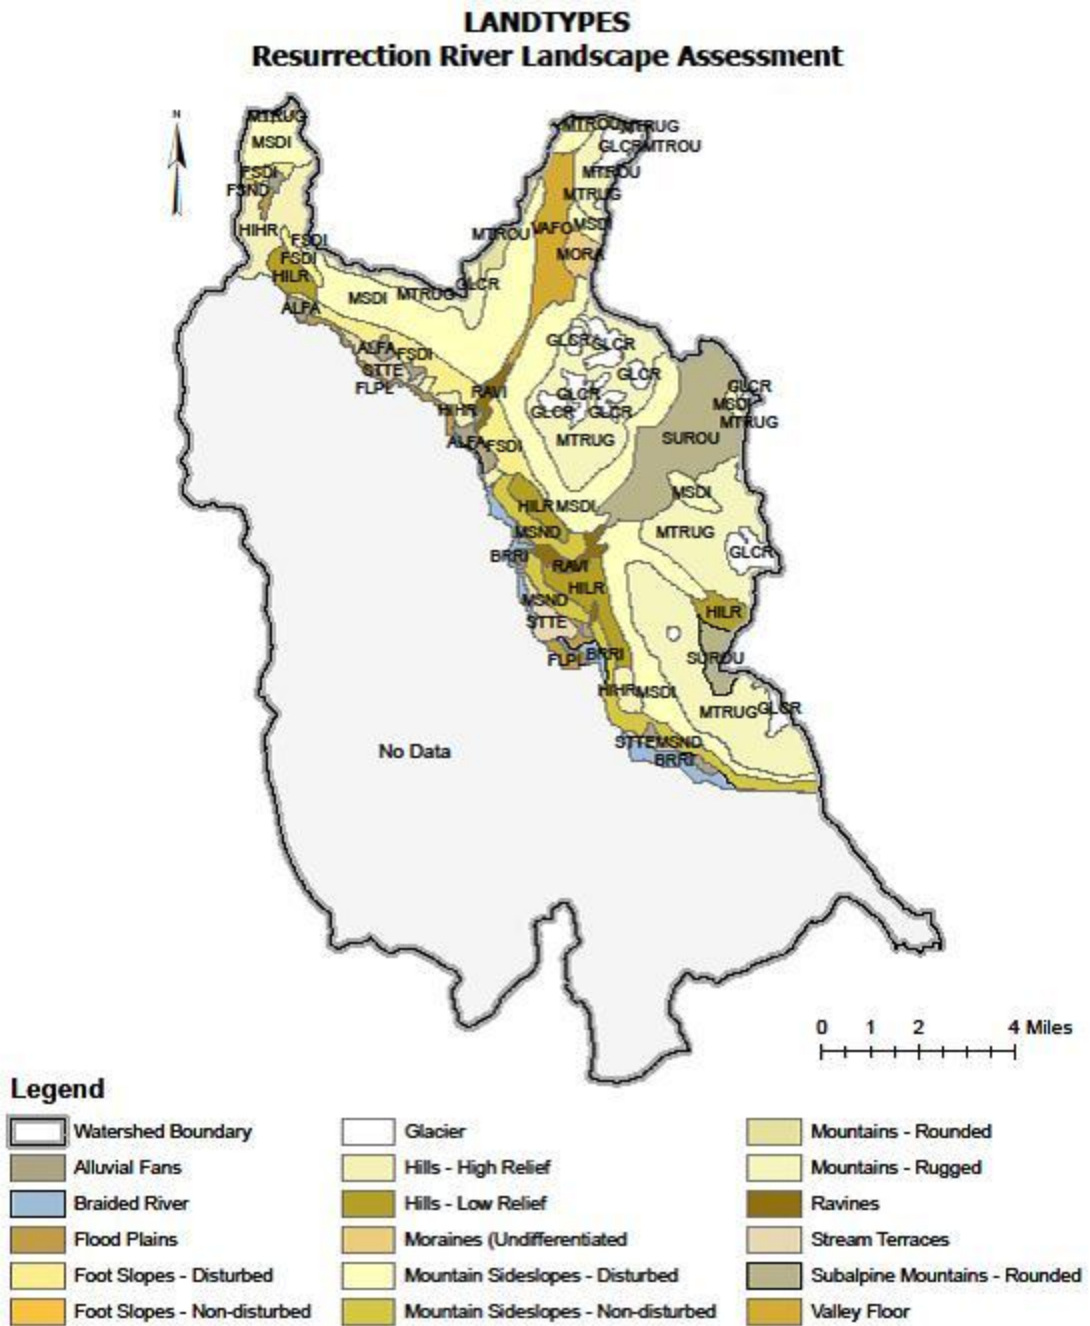 LANDTYPES
Resurrection River Landscape Assessment
N
MTRUG
MSDI
FSDI
FSND
HIHR
FSDI
FSDI
HILR
ALFA
MSDI
MTRUG
GLCR
MTROU
MTROU
MTRUG
GLCR
MTROU
MTROU
MTRUG
VAFO
MSDI
MORA
ALFA
FSDI
STTE
FLPL
HIHR
RAVI
ALFA
FSDI
GLCR
GLCR
GLCR
GLCR
GLCR
GLCR
MTRUG
GLCR
MSDI
MTRUG
SUROU
MSDI
HILR
MSDI
MSND
MTRUG
GLCR
BRRI
RAVI
HILR
MSND
STTE
HILR
FLPL
BRRI
SUROU
HIHR
MSDI
MTRUG
GLCR
STTE
MSND
BRRI
No Data
0 1 2 4 Miles
Legend
Watershed Boundary
Alluvial Fans
Braided River
Flood Plains
Foot Slopes - Disturbed
Foot Slopes - Non-disturbed
Glacier
Hills - High Relief
Hills - Low Relief
Moraines (Undifferentiated
Mountain Sideslopes - Disturbed
Mountain Sideslopes - Non-disturbed
Mountains - Rounded
Mountains - Rugged
Ravines
Stream Terraces
Subalpine Mountains - Rounded
Valley Floor